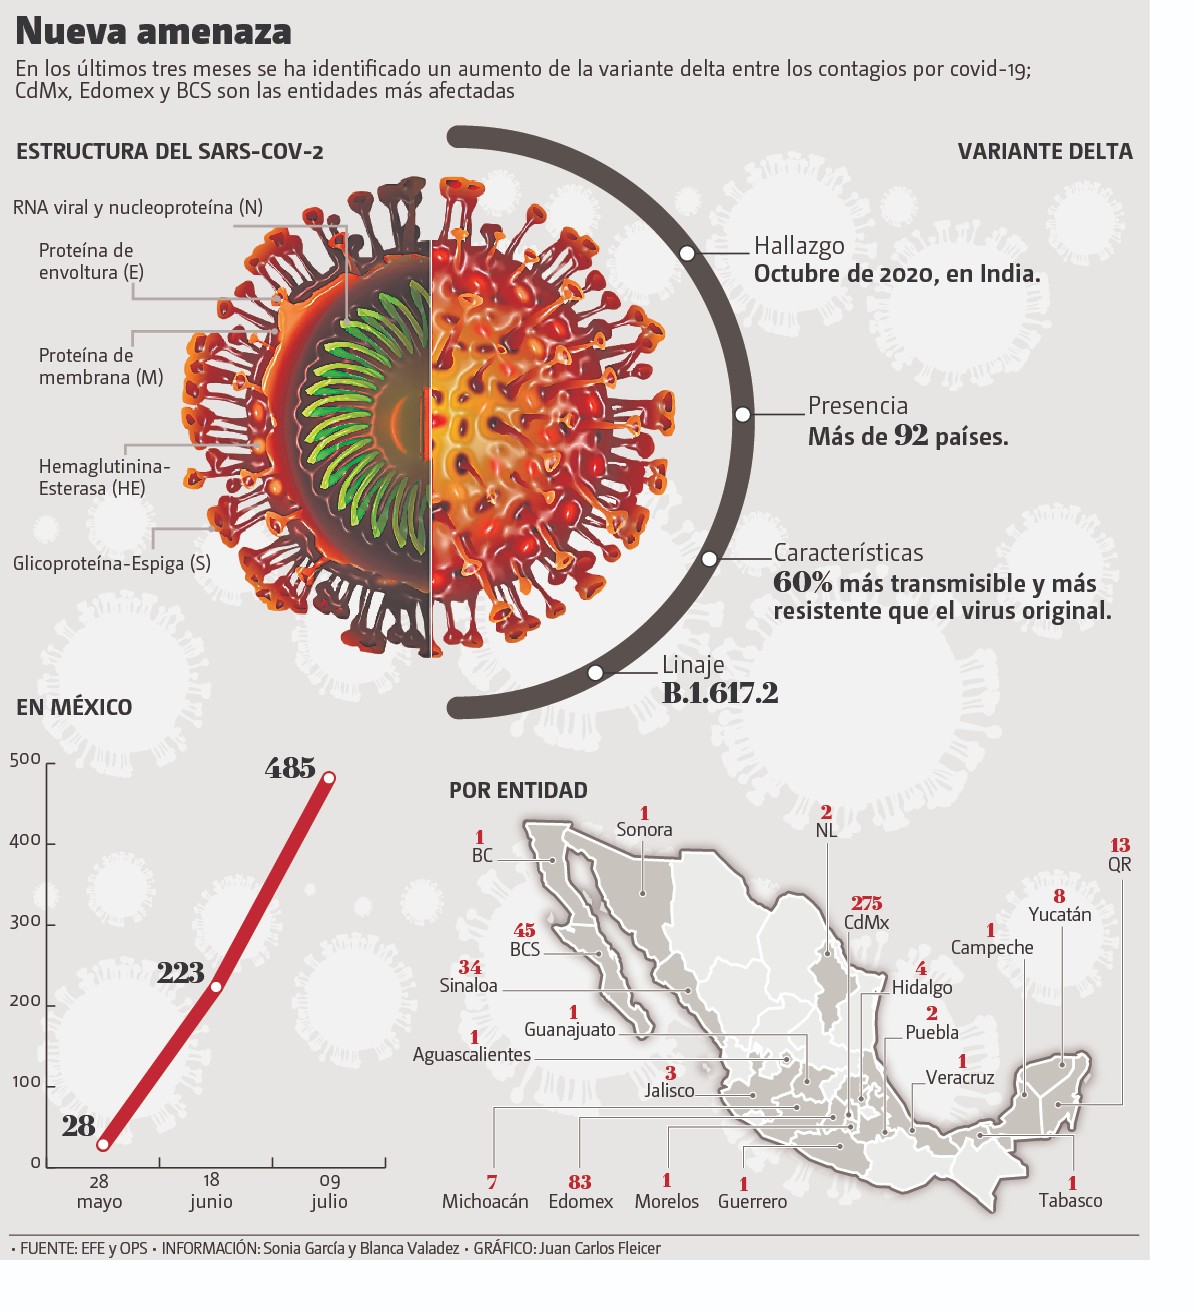 Nueva amenaza
En los últimos tres meses se ha identificado un aumento de la variante delta entre los contagios por covid-19;
CdMx, Edomex y BCS son las entidades más afectadas
ESTRUCTURA DEL SARS-COV-2
RNA viral y nucleoproteína (N)
Proteína de
envoltura (E)
Proteína de
membrana (M)
Hemaglutinina-
Esterasa (HE)
Glicoproteína-Espiga (S)
VARIANTE DELTA
Hallazgo
Octubre de 2020, en India.
Presencia
Más de 92 países.
Características
60% más transmisible y más
resistente que el virus original.
Linaje
B.1.617.2
EN MÉXICO
500
400
300
200
100
0
28
223
485
28
mayo
18
junio
09
julio
POR ENTIDAD
1
BC
1
Sonora
2
NL
13
QR
45
BCS
275
CdMx
8
Yucatán
1
Campeche
34
Sinaloa
4
Hidalgo
1
Guanajuato
2
Puebla
1
Aguascalientes
1
Veracruz
3
Jalisco
7
Michoacán
83
Edomex
1
Morelos
1
Guerrero
1
Tabasco
· FUENTE: EFE y OPS · INFORMACIÓN: Sonia García y Blanca Valadez · GRÁFICO: Juan Carlos Fleicer